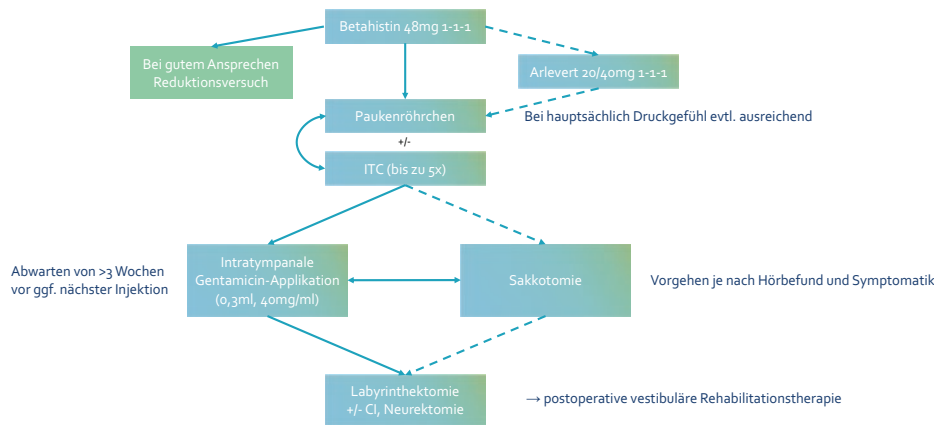 Betahistin 48mg 1-1-1
Bei gutem Ansprechen
Reduktionsversuch
Arlevert 20/40mg 1-1-1
Paukenröhrchen
Bei hauptsächlich Druckgefühl evtl. ausreichend
+/-
ITC (bis zu 5x)
Abwarten von >3 Wochen
vor ggf. nächster Injektion
Intratympanale
Gentamicin-Applikation
(0,3ml, 40mg/ml)
Sakkotomie
Vorgehen je nach Hörbefund und Symptomatik
Labyrinthektomie
+/- CI, Neurektomie
→ postoperative vestibuläre Rehabilitationstherapie